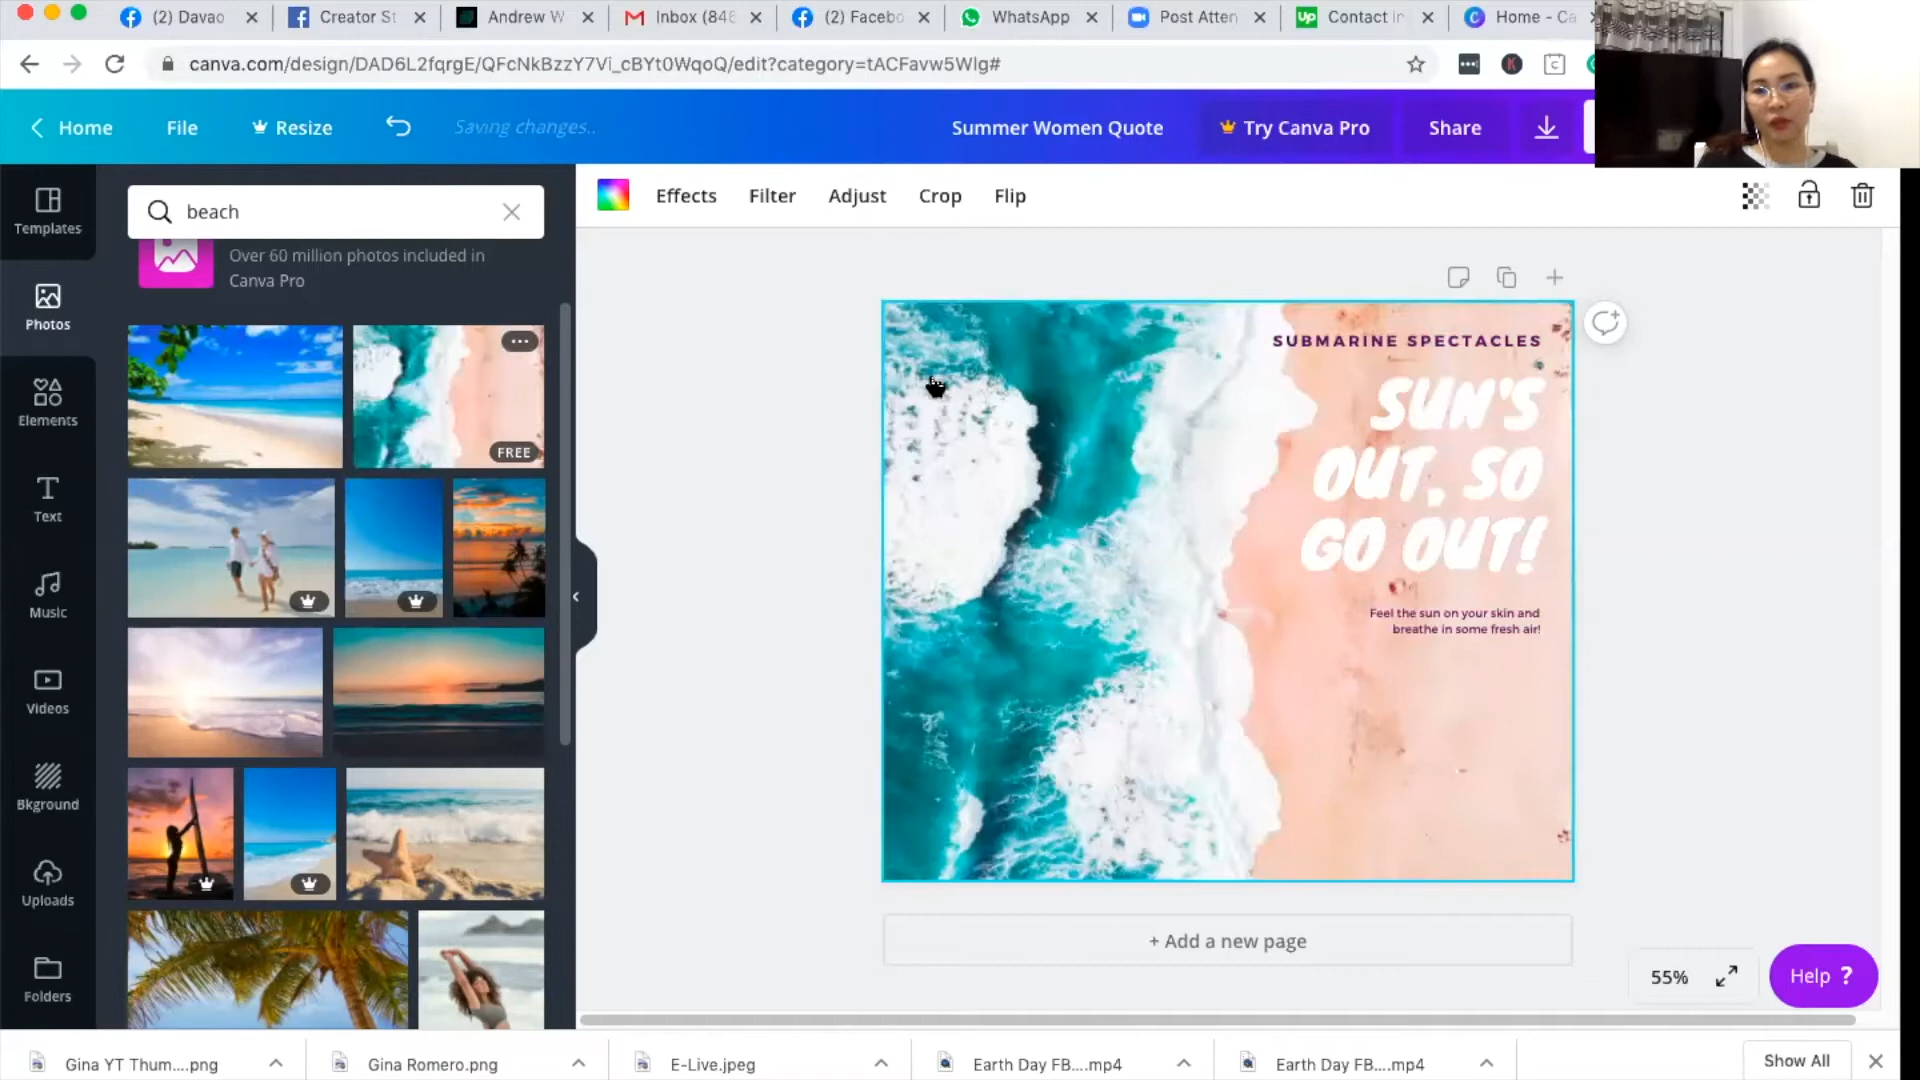 (2) Davao
Creator St
Andrew W
Inbox (846
(2) Facebo
WhatsApp
Post Atten
Contact in
Home - Ca
canva.com/design/DAD6L2fqrgE/QFcNkBzzY7Vi_cBYt0WqoQ/edit?category=tACFavw5Wlg#
Home
File
Resize
Saving changes..
Summer Women Quote
Try Canva Pro
Share
Effects
Filter
Adjust
Crop
Flip
Templates
Photos
Elements
Text
Music
Videos
Bkground
Uploads
Folders
beach
Over 60 million photos included in
Canva Pro
FREE
SUBMARINE SPECTACLES
SUN'S
OUT, SO
GO OUT!
Feel the sun on your skin and
breathe in some fresh air!
+ Add a new page
55%
Help ?
Gina YT Thum....png
Gina Romero.png
E-Live.jpeg
Earth Day FB....mp4
Earth Day FB....mp4
Show All